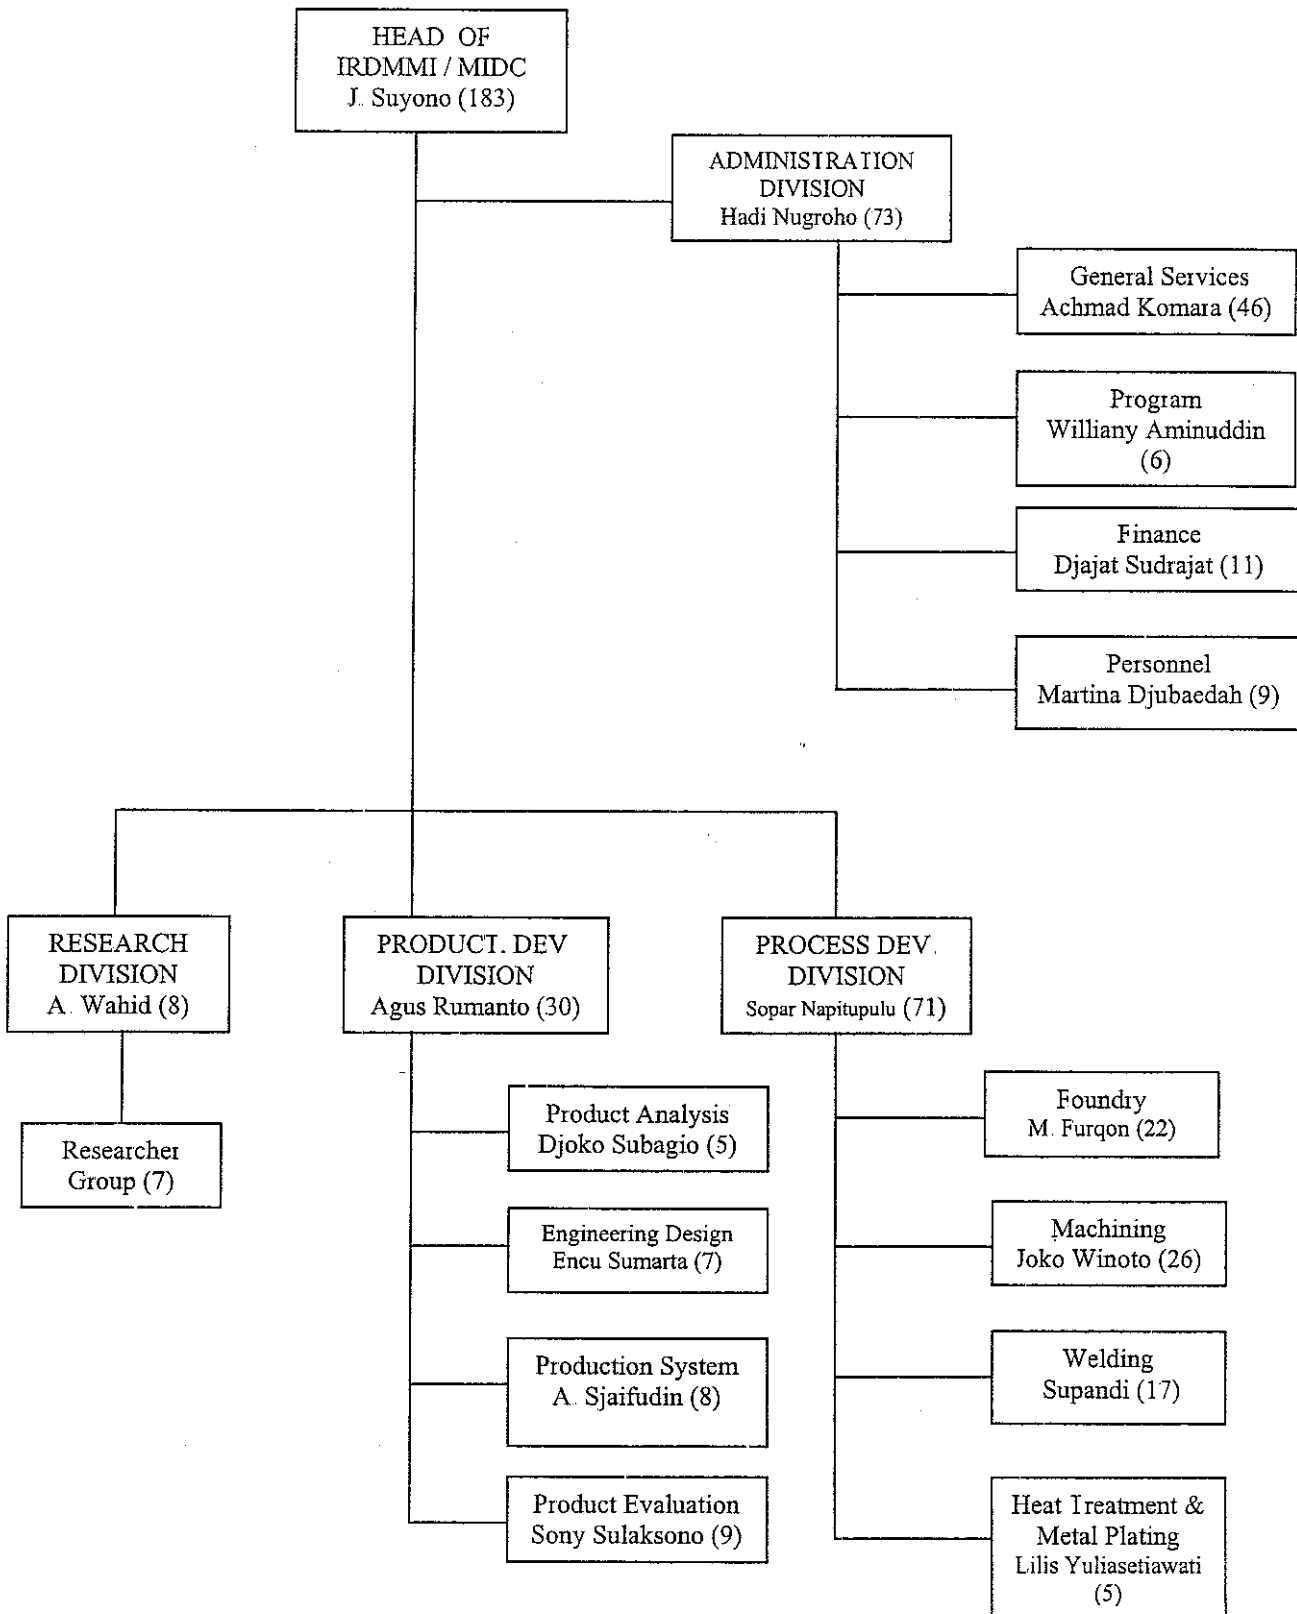 HEAD OF
IRDMMI / MIDC
J. Suyono (183)
ADMINISTRATION
DIVISION
Hadi Nugroho (73)
General Services
Achmad Komara (46)
Program
Williany Aminuddin
(6)
Finance
Djajat Sudrajat (11)
Personnel
Martina Djubaedah (9)
RESEARCH
DIVISION
A. Wahid (8)
PRODUCT. DEV
DIVISION
Agus Rumanto (30)
PROCESS DEV.
DIVISION
Sopar Napitupulu (71)
Researcher
Group (7)
Product Analysis
Djoko Subagio (5)
Engineering Design
Encu Sumarta (7)
Production System
A. Sjaifudin (8)
Product Evaluation
Sony Sulaksono (9)
Foundry
M. Furqon (22)
Machining
Joko Winoto (26)
Welding
Supandi (17)
Heat Treatment &
Metal Plating
Lilis Yuliasetiawati
(5)